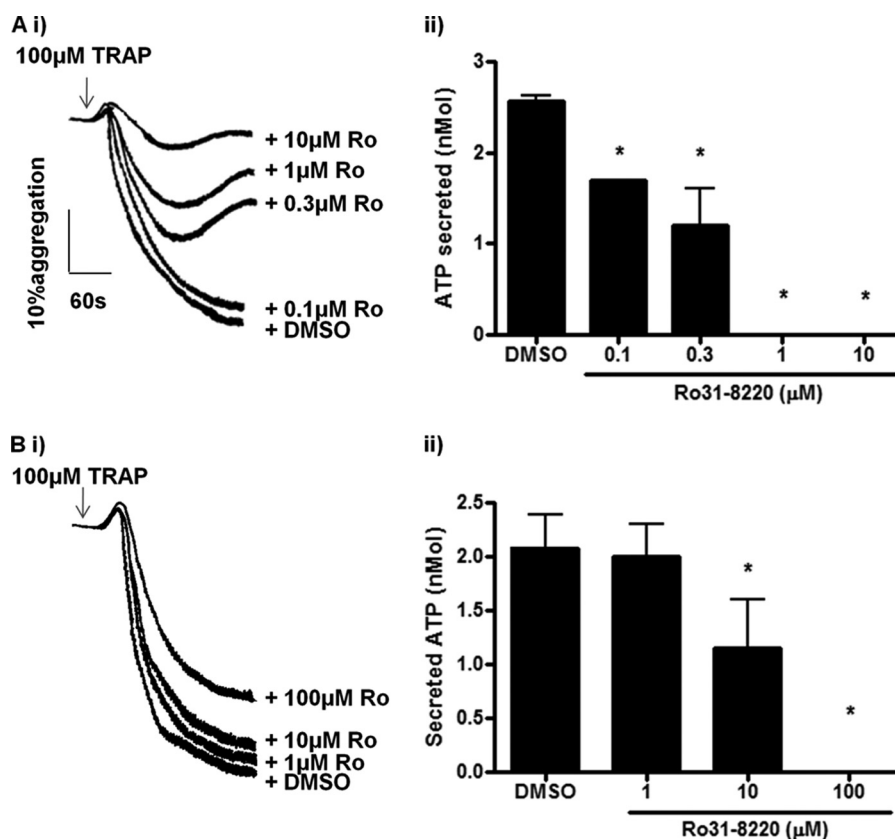 A i)
100µM TRAP
+ 10µM Ro
+ 1µM Ro
+ 0.3µM Ro
+ 0.1µM Ro
+ DMSO
10%aggregation
60s
ii)
ATP secreted (nMol)
3
2
1
0
* * * *
DMSO 0.1 0.3 1 10
Ro31-8220 (µM)
B i)
100µM TRAP
+ 100µM Ro
+ 10µM Ro
+ 1µM Ro
+ DMSO
ii)
Secreted ATP (nMol)
2.5
2.0
1.5
1.0
0.5
0.0
* *
DMSO 1 10 100
Ro31-8220 (µM)